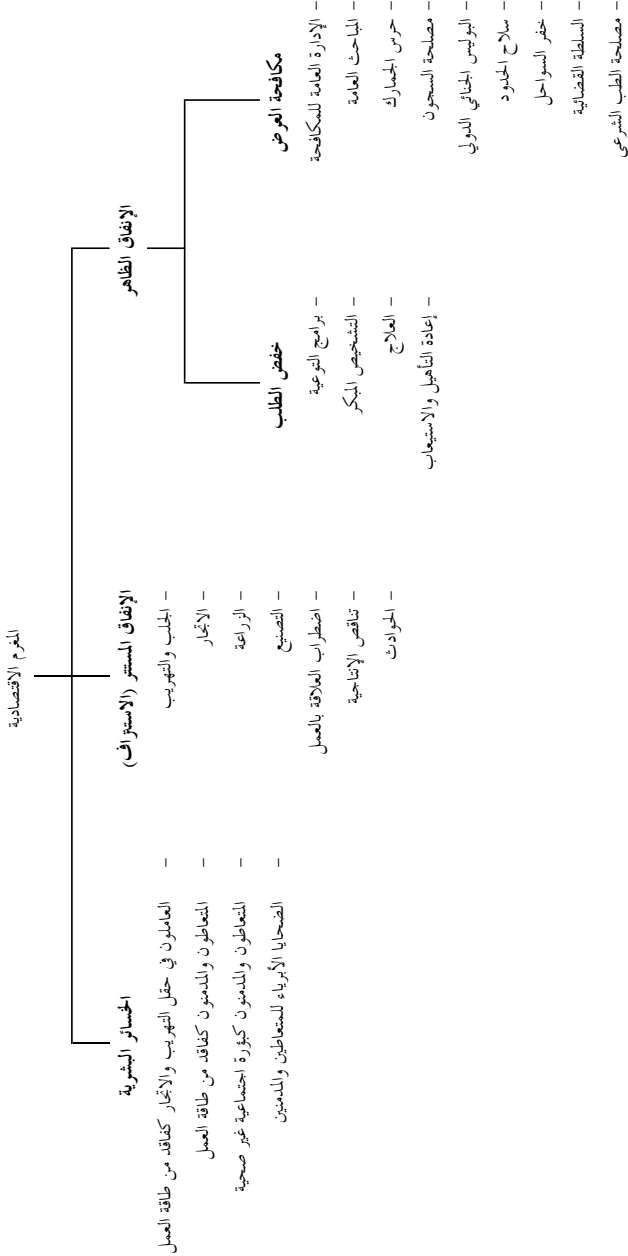 المغرم الاقتصادية
الإنفاق الظاهر
الإنفاق المستتر (الاستنزاف)
الخسائر البشرية
مكافحة العرض
- الإدارة العامة للمكافحة
- المباحث العامة
- حرس الجمارك
- مصلحة السجون
- البوليس الجنائي الدولي
- سلاح الحدود
- خفر السواحل
- السلطة القضائية
- مصلحة الطب الشرعى
خفض الطلب
- برامج التوعية
- التشخيص المبكر
- العلاج
- إعادة التأهيل والاستيعاب
- الجلب والتهريب
- الاتجار
- الزراعة
- التصنيع
- اضطراب العلاقة بالعمل
- تناقص الإنتاجية
- الحوادث
- العاملون في حقل التهريب والاتجار كفاقد من طاقة العمل
- المتعاطون والمدمنون كفاقد من طاقة العمل
- المتعاطون والمدمنون كبؤرة اجتماعية غير صحية
- الضحايا الأبرياء للمتعاطين والمدمنين